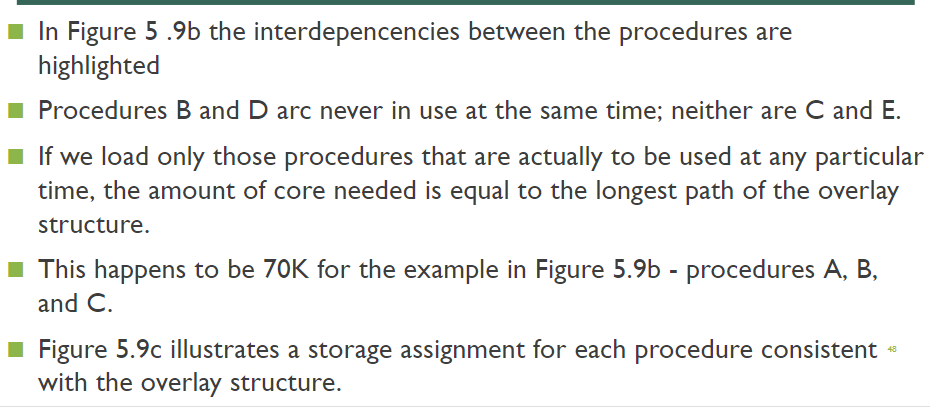 In Figure 5 .9b the interdepencencies between the procedures are
highlighted
Procedures B and D arc never in use at the same time; neither are C and E.
If we load only those procedures that are actually to be used at any particular
time, the amount of core needed is equal to the longest path of the overlay
structure.
This happens to be 70K for the example in Figure 5.9b - procedures A, B,
and C.
Figure 5.9c illustrates a storage assignment for each procedure consistent 48
with the overlay structure.